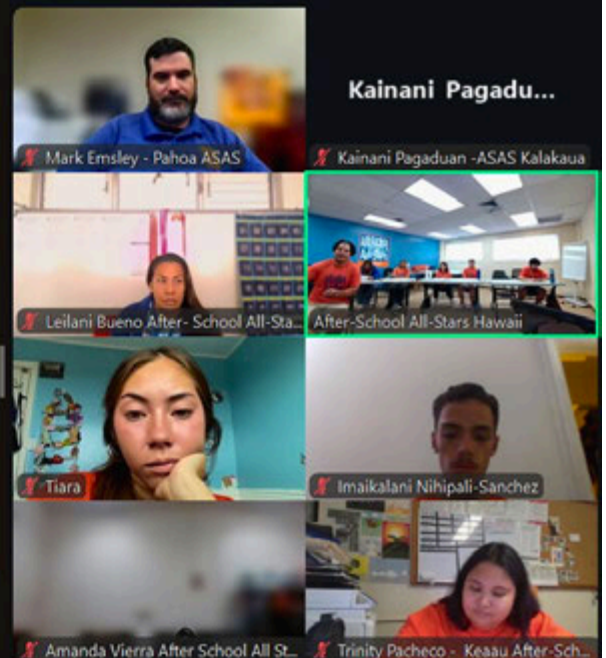 Kainani Pagadu...
Mark Emsley - Pahoa ASAS
Kainani Pagaduan -ASAS Kalakaua
Leilani Bueno After- School All-Sta...
After-School All-Stars Hawaii
Tiara
Imaikalani Nihipali-Sanchez
Amanda Vierra After School All St...
Trinity Pacheco - Keaau After-Sch...